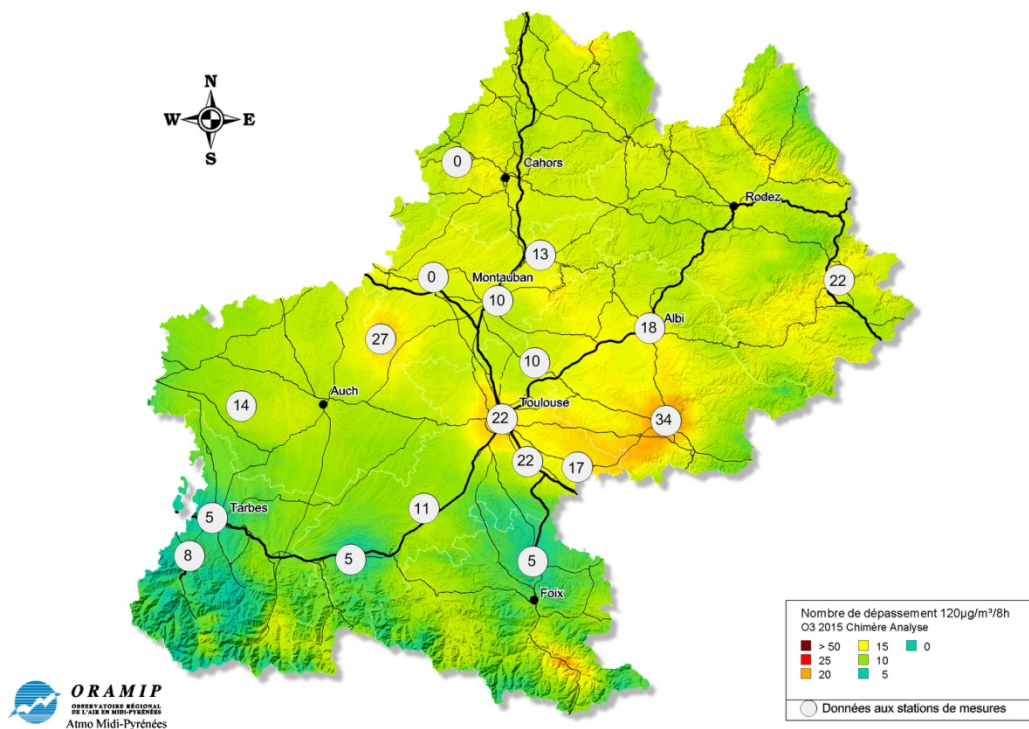 N
W E
S
0
Cahors
Rodez
13
0
Montauban
22
10
Albi
18
27
10
14
Auch
Toulouse
22
34
22
17
11
Tarbes
5
8
5
5
Foix
Nombre de dépassement 120µg/m³/8h
O3 2015 Chimère Analyse
> 50 15 0
25 10
20 5
Données aux stations de mesures
ORAMIP
OBSERVATOIRE RÉGIONAL
DE L'AIR EN MIDI-PYRÉNÉES
Atmo Midi-Pyrénées